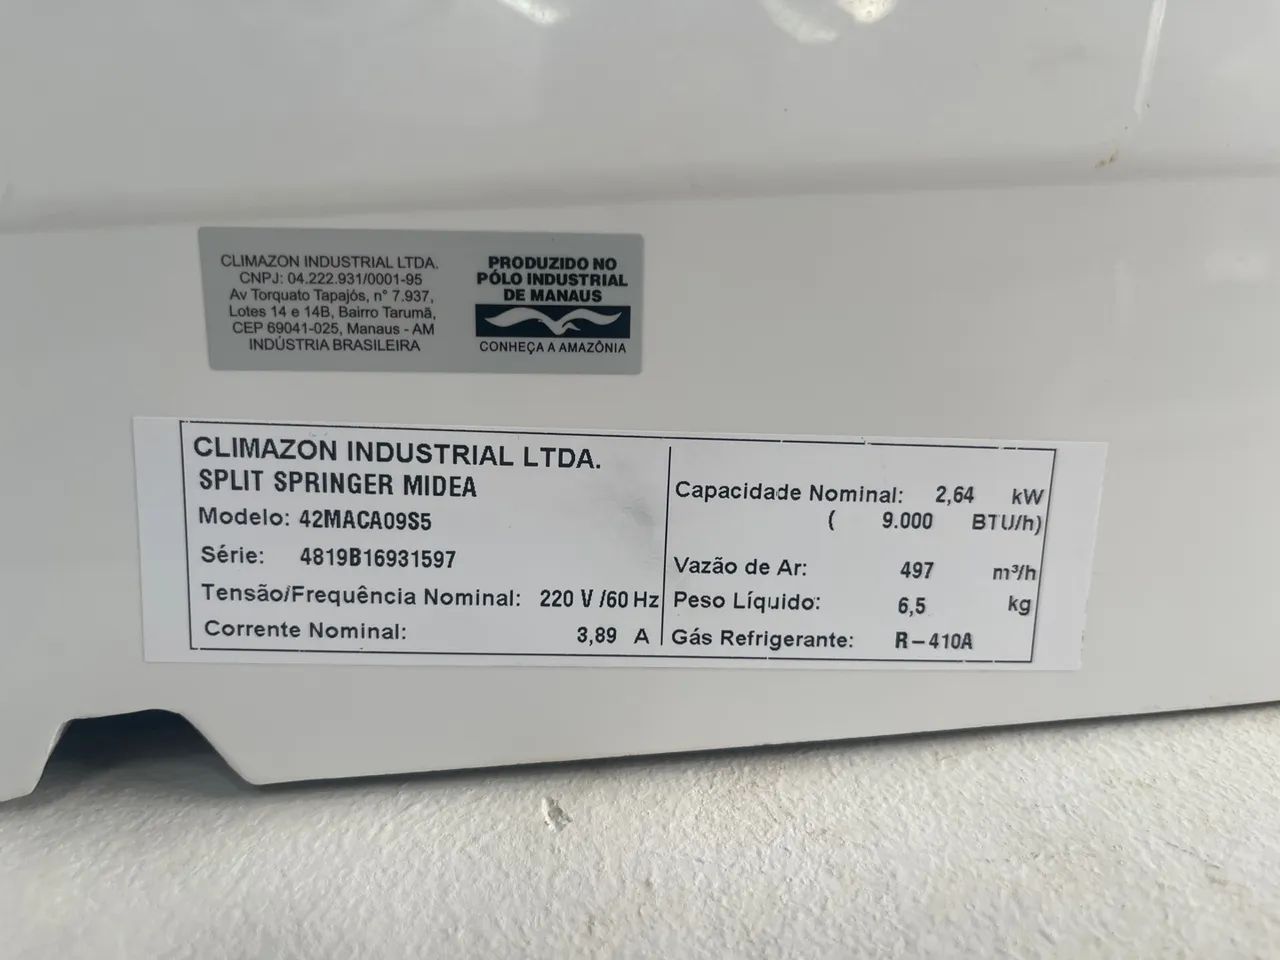 CLIMAZON INDUSTRIAL LTDA.
CNPJ: 04.222.931/0001-95
Av Torquato Tapajós, n° 7.937,
Lotes 14 e 14B, Bairro Tarumã,
CEP 69041-025, Manaus - AM
INDÚSTRIA BRASILEIRA
PRODUZIDO NO
PÓLO INDUSTRIAL
DE MANAUS
CONHEÇA A AMAZÔNIA
CLIMAZON INDUSTRIAL LTDA.
SPLIT SPRINGER MIDEA
Modelo: 42MACA09S5
Série: 4819B16931597
Tensão/Frequência Nominal: 220 V /60 Hz
Corrente Nominal: 3,89 A
Capacidade Nominal: 2,64 kW
( 9.000 BTU/h)
Vazão de Ar: 497 m³/h
Peso Líquido: 6,5 kg
Gás Refrigerante: R-410A